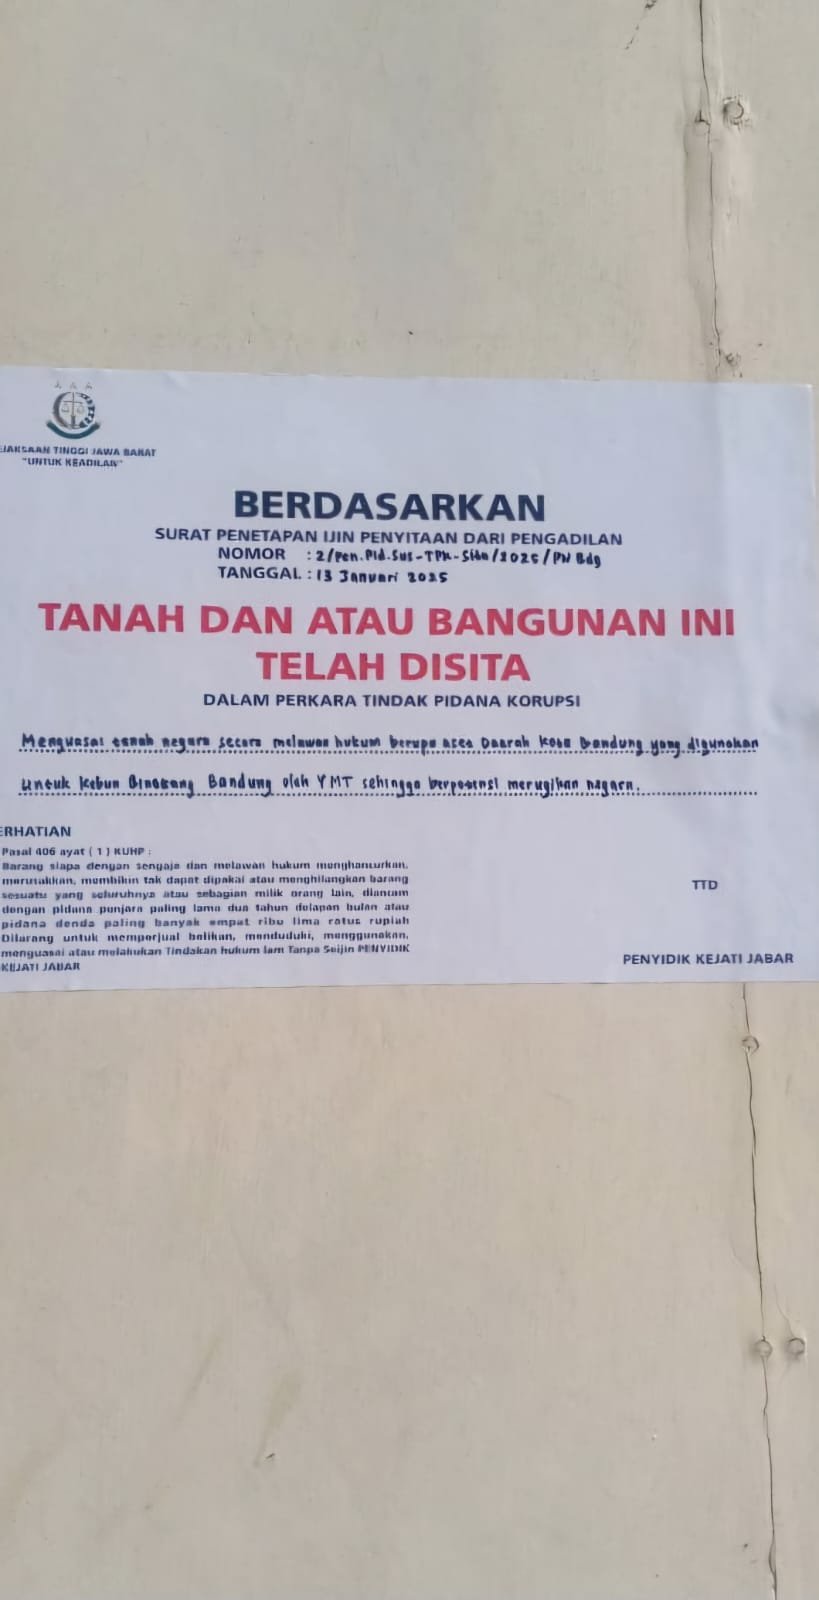 EJAKSAAN TINGGI JAWA BARAT
"UNTUK KEADILAN"
BERDASARKAN
SURAT PENETAPAN IJIN PENYITAAN DARI PENGADILAN
NOMOR : 2/Pen.Pid.Sus-TPK-Sita/2025/PN Bdg
TANGGAL : 13 Januari 2025
TANAH DAN ATAU BANGUNAN INI
TELAH DISITA
DALAM PERKARA TINDAK PIDANA KORUPSI
Menguasai tanah negara secara melawan hukum berupa aset Daerah Kota Bandung yang digunakan
untuk Kebun Binatang Bandung oleh YMT sehingga berpotensi merugikan negara.
ERHATIAN
Pasal 406 ayat ( 1 ) KUHP :
Barang siapa dengan sengaja dan melawan hukum menghancurkan,
merusakkan, membikin tak dapat dipakai atau menghilangkan barang
sesuatu yang seluruhnya atau sebagian milik orang lain, diancam
dengan pidana penjara paling lama dua tahun delapan bulan atau
pidana denda paling banyak empat ribu lima ratus rupiah
Dilarang untuk memperjual belikan, menduduki, menggunakan,
menguasai atau melakukan Tindakan hukum lain Tanpa Seijin PENYIDIK
KEJATI JABAR
TTD
PENYIDIK KEJATI JABAR